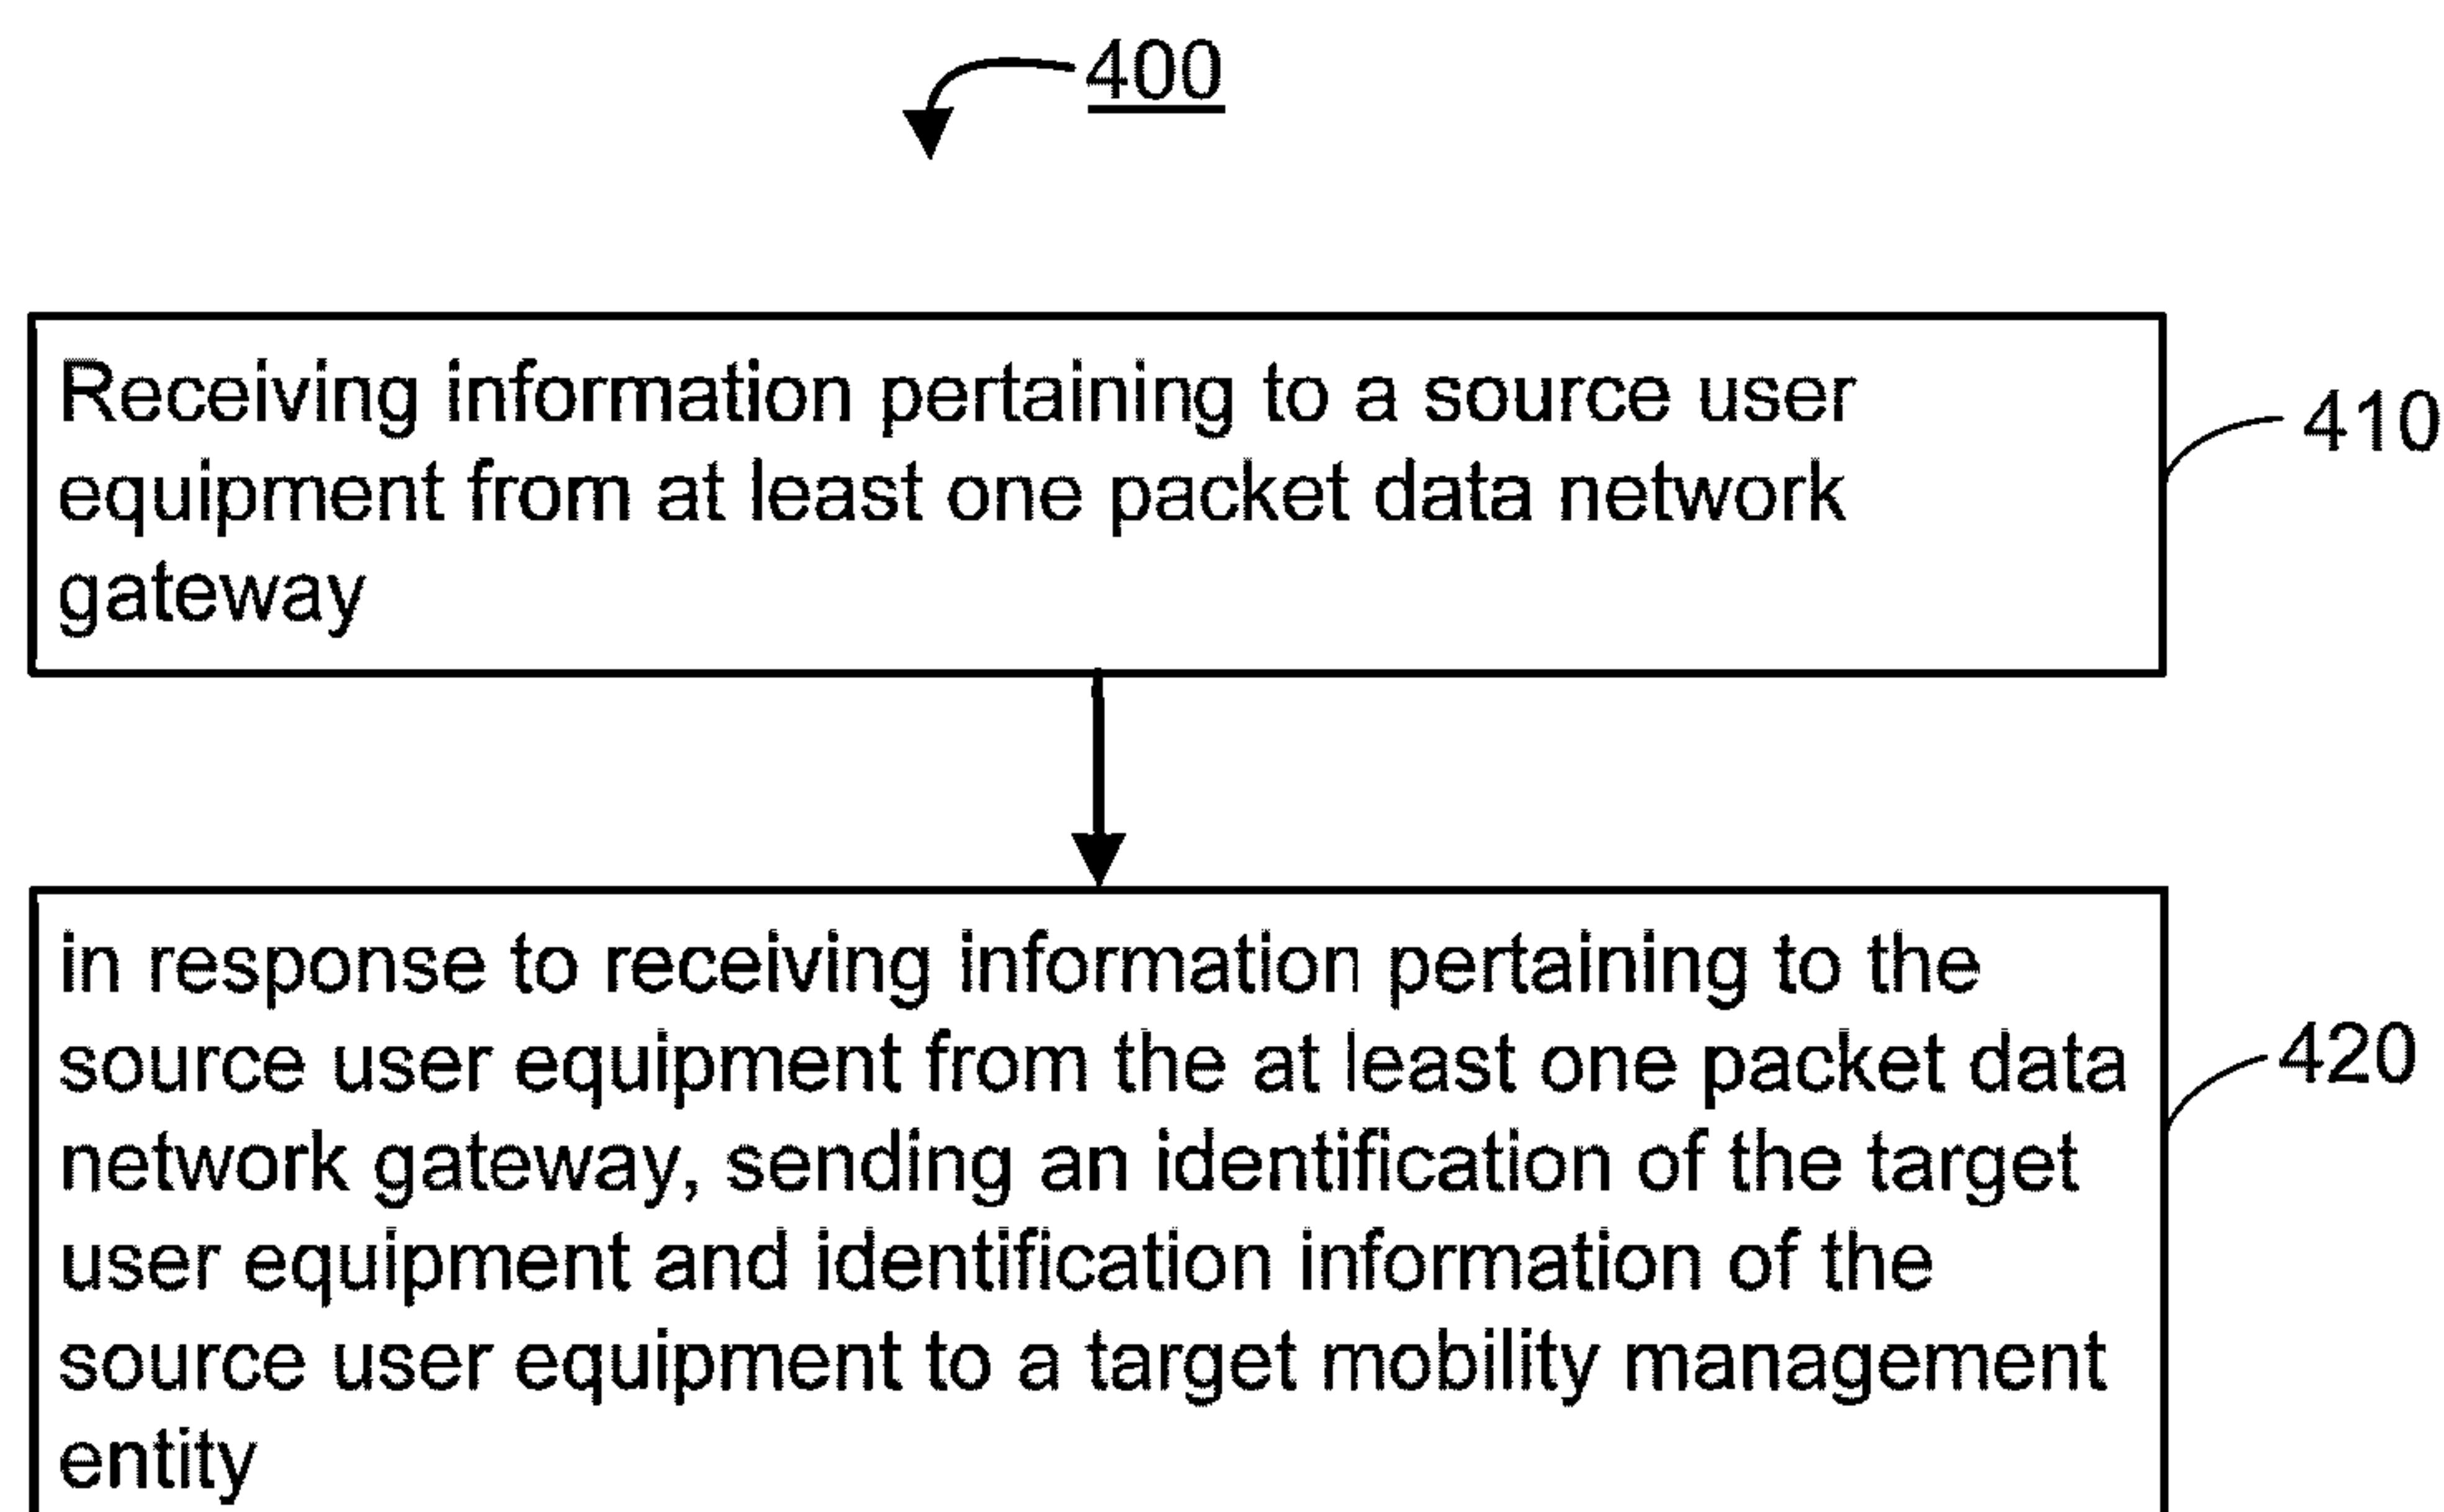 400
Receiving information pertaining to a source user
equipment from at least one packet data network
gateway
410
in response to receiving information pertaining to the
source user equipment from the at least one packet data
network gateway, sending an identification of the target
user equipment and identification information of the
source user equipment to a target mobility management
entity
420